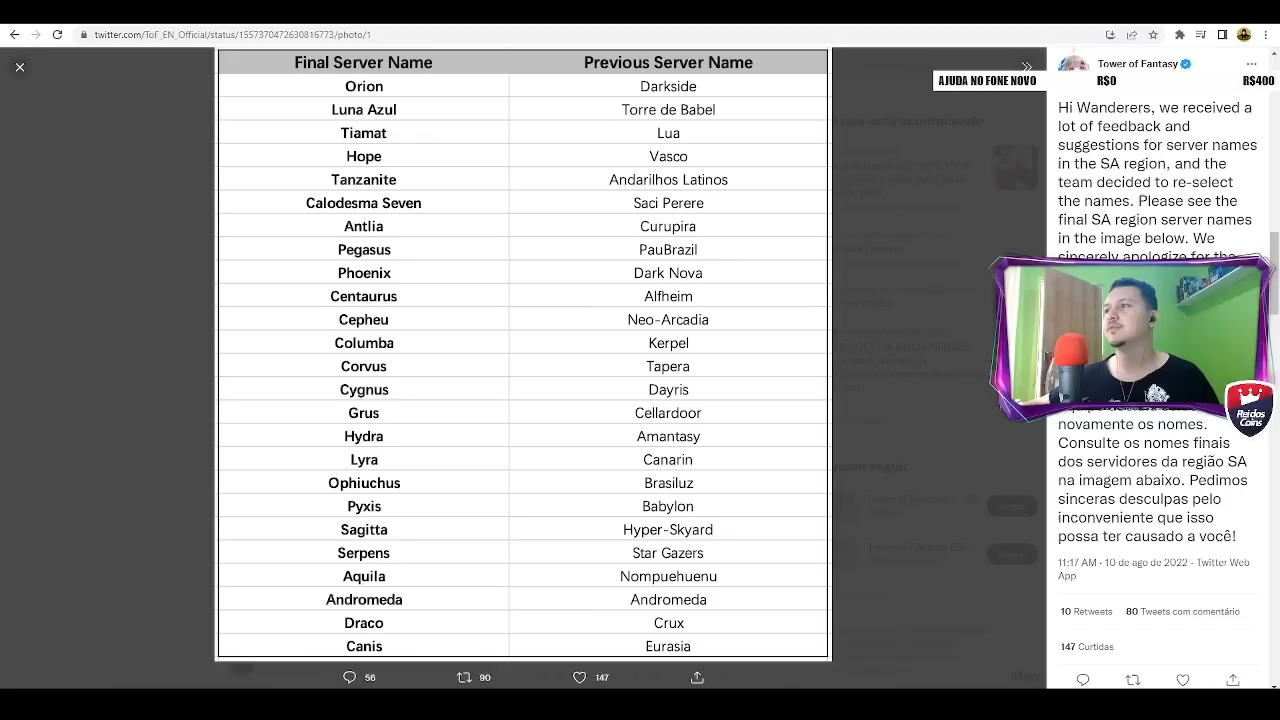 twitter.com/ToF_EN_Official/status/1557370472630816773/photo/1
Final Server Name Previous Server Name
Orion Darkside
Luna Azul Torre de Babel
Tiamat Lua
Hope Vasco
Tanzanite Andarilhos Latinos
Calodesma Seven Saci Perere
Antlia Curupira
Pegasus PauBrazil
Phoenix Dark Nova
Centaurus Alfheim
Cepheu Neo-Arcadia
Columba Kerpel
Corvus Tapera
Cygnus Dayris
Grus Cellardoor
Hydra Amantasy
Lyra Canarin
Ophiuchus Brasiluz
Pyxis Babylon
Sagitta Hyper-Skyard
Serpens Star Gazers
Aquila Nompuehuenu
Andromeda Andromeda
Draco Crux
Canis Eurasia
56 90 147
Tower of Fantasy
AJUDA NO FONE NOVO R$0 R$400
Hi Wanderers, we received a
lot of feedback and
suggestions for server names
in the SA region, and the
team decided to re-select
the names. Please see the
final SA region server names
in the image below. We
sincerely apologize for the
Reidos Coins
novamente os nomes.
Consulte os nomes finais
dos servidores da região SA
na imagem abaixo. Pedimos
sinceras desculpas pelo
inconveniente que isso
possa ter causado a você!
11:17 AM · 10 de ago de 2022 · Twitter Web
App
10 Retweets 80 Tweets com comentário
147 Curtidas